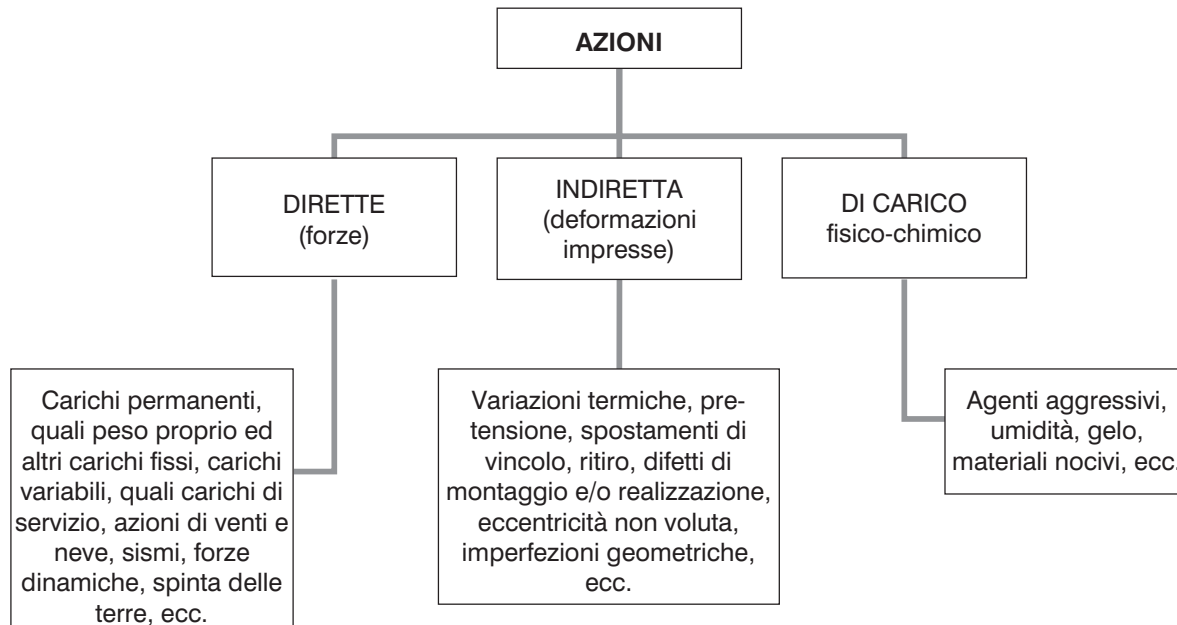 AZIONI
DIRETTE
(forze)
INDIRETTA
(deformazioni
impresse)
DI CARICO
fisico-chimico
Carichi permanenti,
quali peso proprio ed
altri carichi fissi, carichi
variabili, quali carichi di
servizio, azioni di venti e
neve, sismi, forze
dinamiche, spinta delle
terre, ecc.
Variazioni termiche, pre-
tensione, spostamenti di
vincolo, ritiro, difetti di
montaggio e/o realizzazione,
eccentricità non voluta,
imperfezioni geometriche,
ecc.
Agenti aggressivi,
umidità, gelo,
materiali nocivi, ecc.